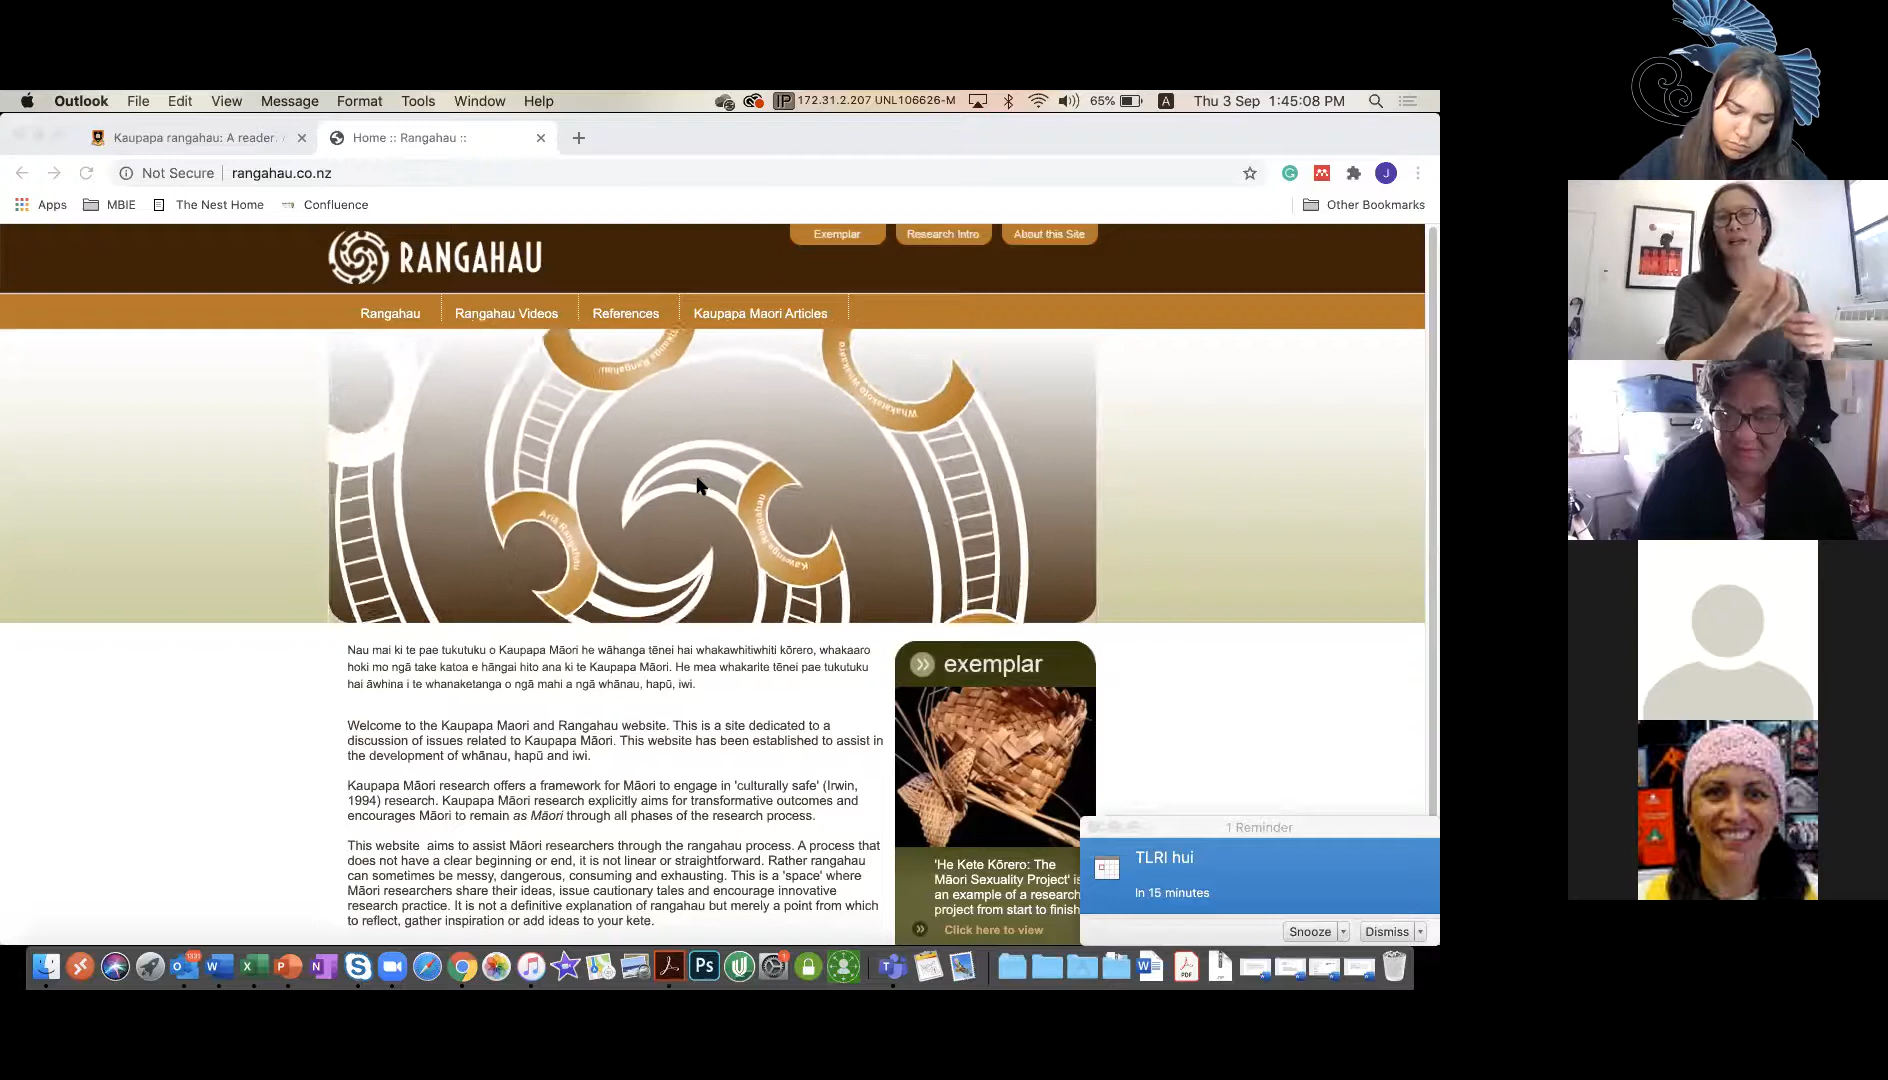 Outlook File Edit View Message Format Tools Window Help
IP 172.31.2.207 UNL106626-M 65% A Thu 3 Sep 1:45:08 PM
Kaupapa rangahau: A reader.
Home :: Rangahau ::
Not Secure rangahau.co.nz
J
Apps MBIE The Nest Home Confluence Other Bookmarks
Exemplar Research Intro About this Site
RANGAHAU
Rangahau Rangahau Videos References Kaupapa Maori Articles
Rangahau
Whakatakoto Whakaaro
Ariā Rangahau
Kaweinga Rangahau
Nau mai ki te pae tukutuku o Kaupapa Māori he wāhanga tēnei hai whakawhitiwhiti kōrero, whakaaro
hoki mo ngā take katoa e hāngai hito ana ki te Kaupapa Māori. He mea whakarite tēnei pae tukutuku
hai āwhina i te whanaketanga o ngā mahi a ngā whānau, hapū, iwi.
Welcome to the Kaupapa Maori and Rangahau website. This is a site dedicated to a
discussion of issues related to Kaupapa Māori. This website has been established to assist in
the development of whānau, hapū and iwi.
Kaupapa Māori research offers a framework for Māori to engage in 'culturally safe' (Irwin,
1994) research. Kaupapa Māori research explicitly aims for transformative outcomes and
encourages Māori to remain as Māori through all phases of the research process.
This website aims to assist Māori researchers through the rangahau process. A process that
does not have a clear beginning or end, it is not linear or straightforward. Rather rangahau
can sometimes be messy, dangerous, consuming and exhausting. This is a 'space' where
Māori researchers share their ideas, issue cautionary tales and encourage innovative
research practice. It is not a definitive explanation of rangahau but merely a point from which
to reflect, gather inspiration or add ideas to your kete.
exemplar
'He Kete Kōrero: The
Māori Sexuality Project' is
an example of a research
project from start to finish
Click here to view
1 Reminder
TLRI hui
In 15 minutes
Snooze Dismiss
Ps
PDF